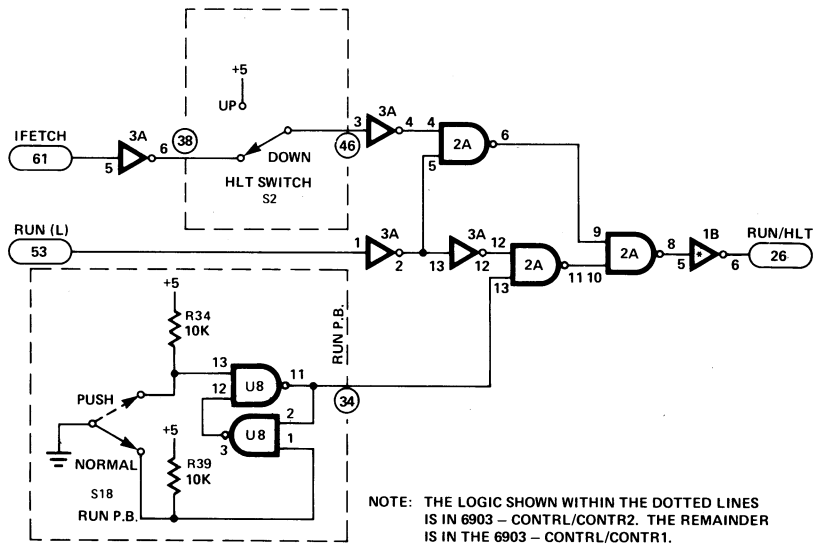 +5
UP
3A
3A
IFETCH
61
5
6
38
DOWN
46
3
4
4
5
2A
6
HLT SWITCH
S2
RUN (L)
53
1
3A
2
13
3A
12
12
13
2A
11
10
9
2A
8
5
1B
*
6
RUN/HLT
26
+5
R34
10K
RUN P.B.
13
12
U8
11
34
PUSH
2
1
U8
3
+5
NORMAL
R39
10K
S18
RUN P.B.
NOTE: THE LOGIC SHOWN WITHIN THE DOTTED LINES
IS IN 6903 – CONTRL/CONTR2. THE REMAINDER
IS IN THE 6903 – CONTRL/CONTR1.